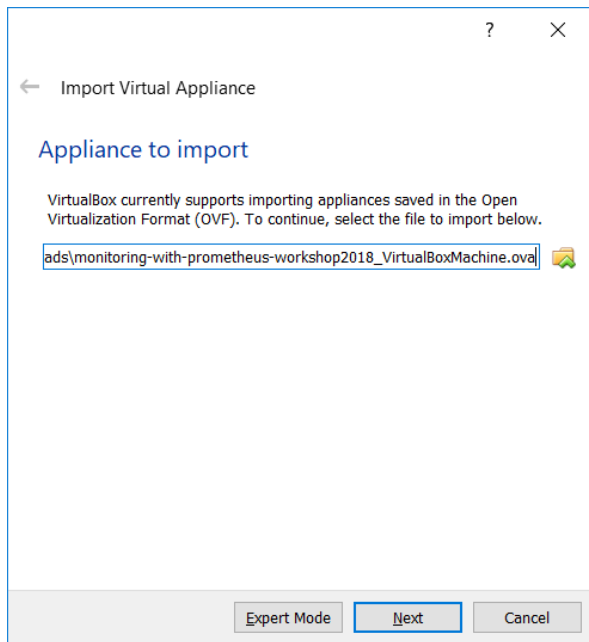 ?
Import Virtual Appliance
Appliance to import
VirtualBox currently supports importing appliances saved in the Open
Virtualization Format (OVF). To continue, select the file to import below.
ads\monitoring-with-prometheus-workshop2018_VirtualBoxMachine.ova
Expert Mode Next Cancel